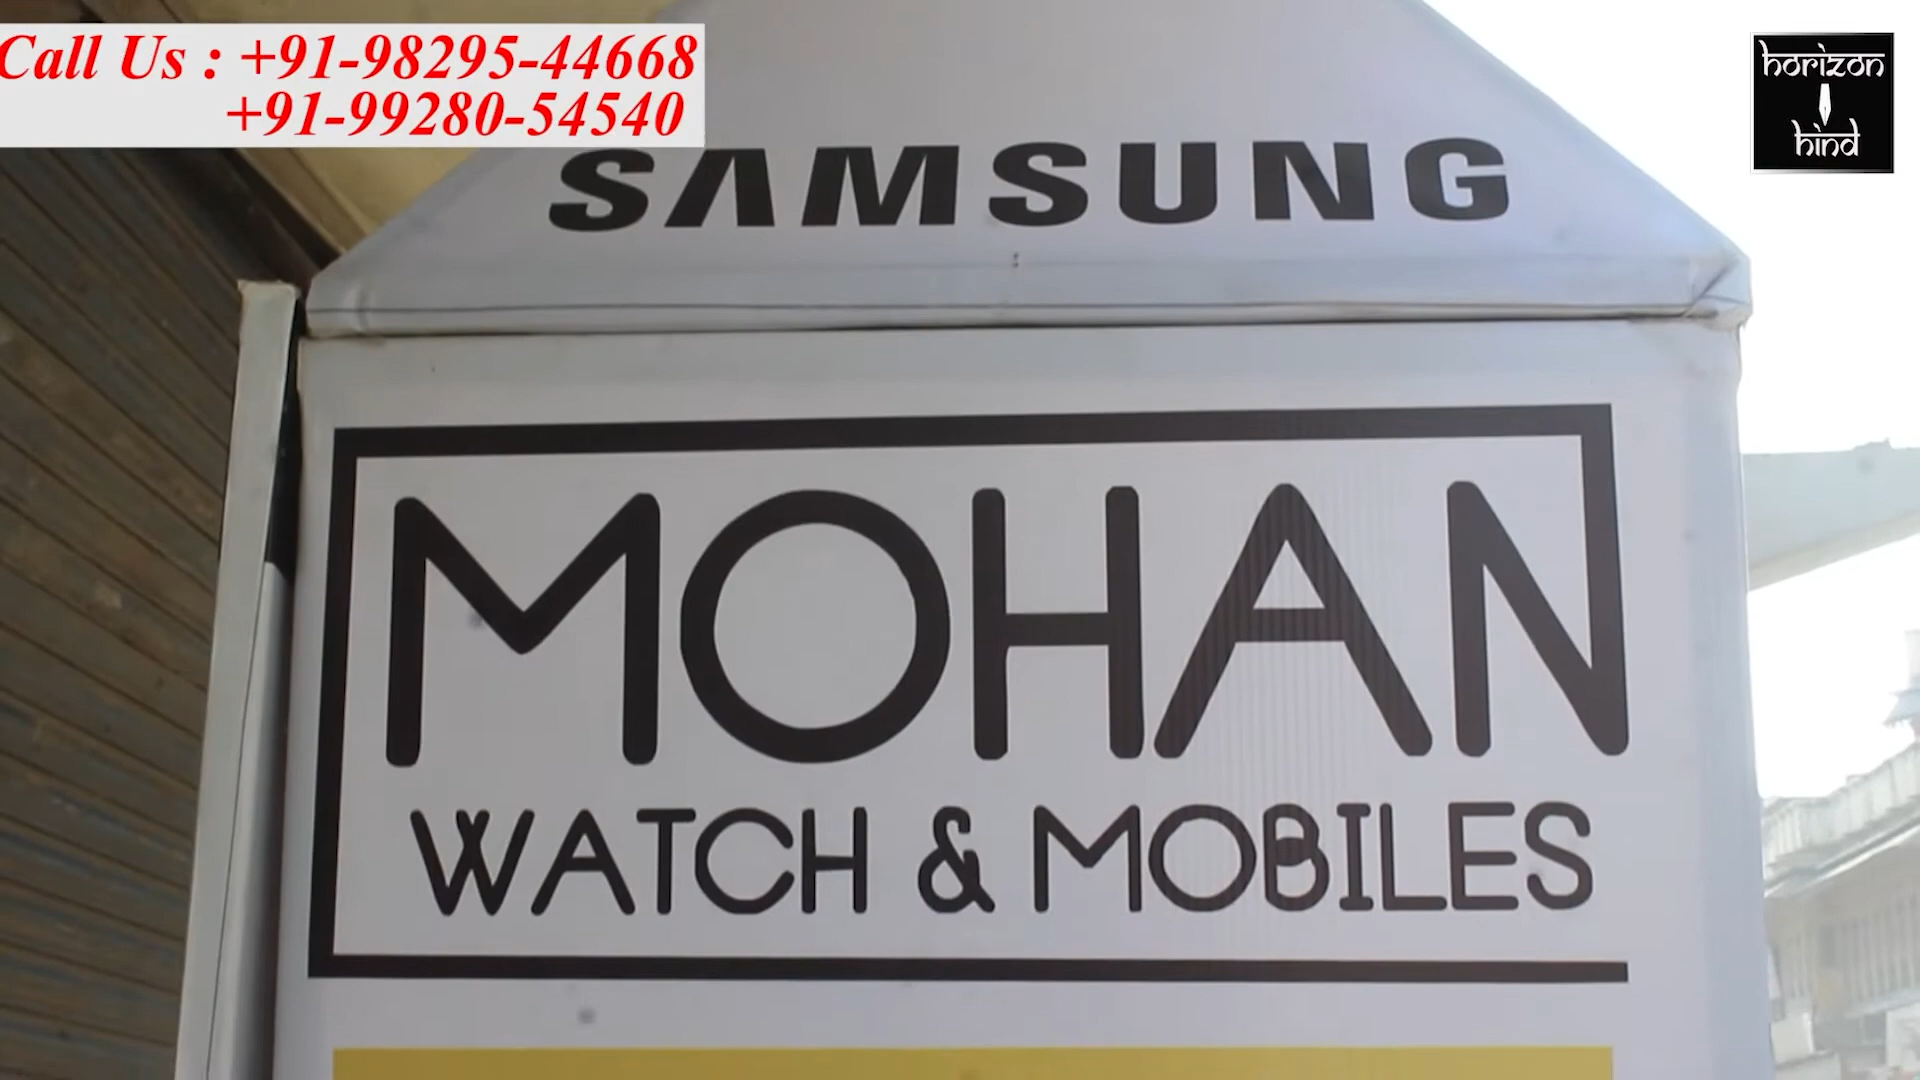 Call Us : +91-98295-44668
+91-99280-54540
horizon
hind
SAMSUNG
MOHAN
WATCH & MOBILES